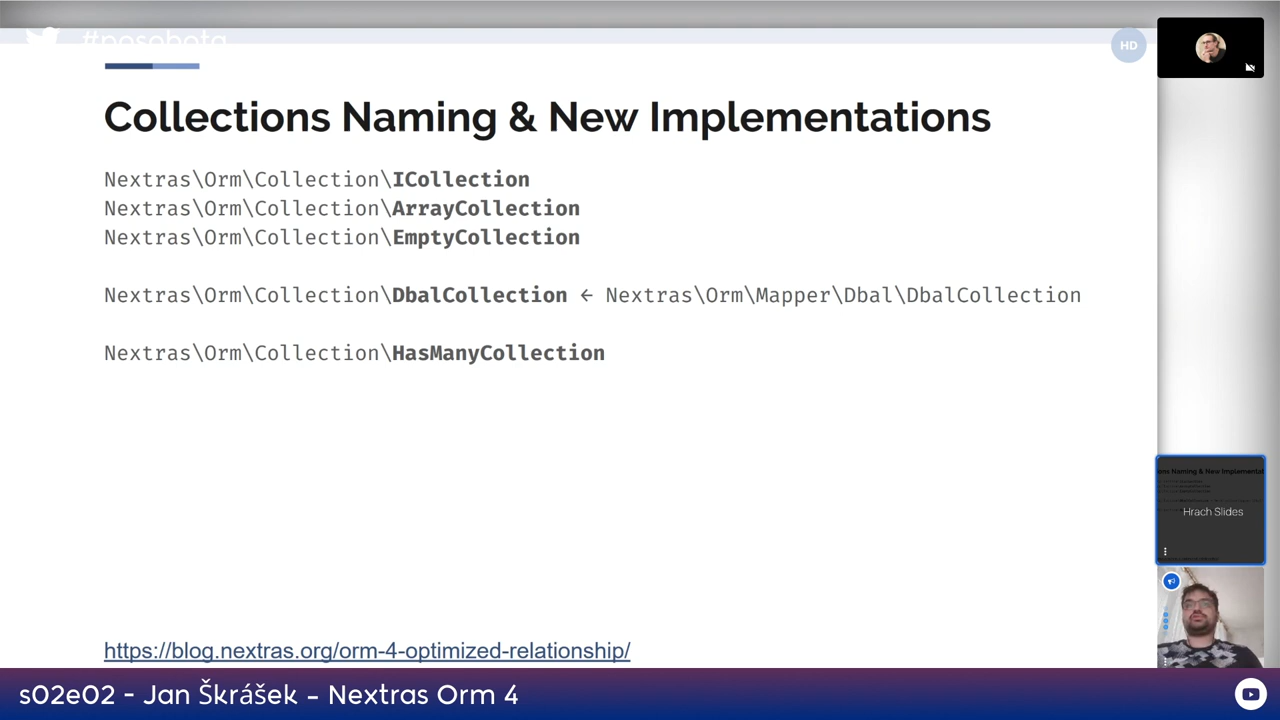 #posobota
HD
Collections Naming & New Implementations
Nextras\Orm\Collection\ICollection
Nextras\Orm\Collection\ArrayCollection
Nextras\Orm\Collection\EmptyCollection
Nextras\Orm\Collection\DbalCollection ← Nextras\Orm\Mapper\Dbal\DbalCollection
Nextras\Orm\Collection\HasManyCollection
Hrach Slides
https://blog.nextras.org/orm-4-optimized-relationship/
s02e02 - Jan Škrášek – Nextras Orm 4